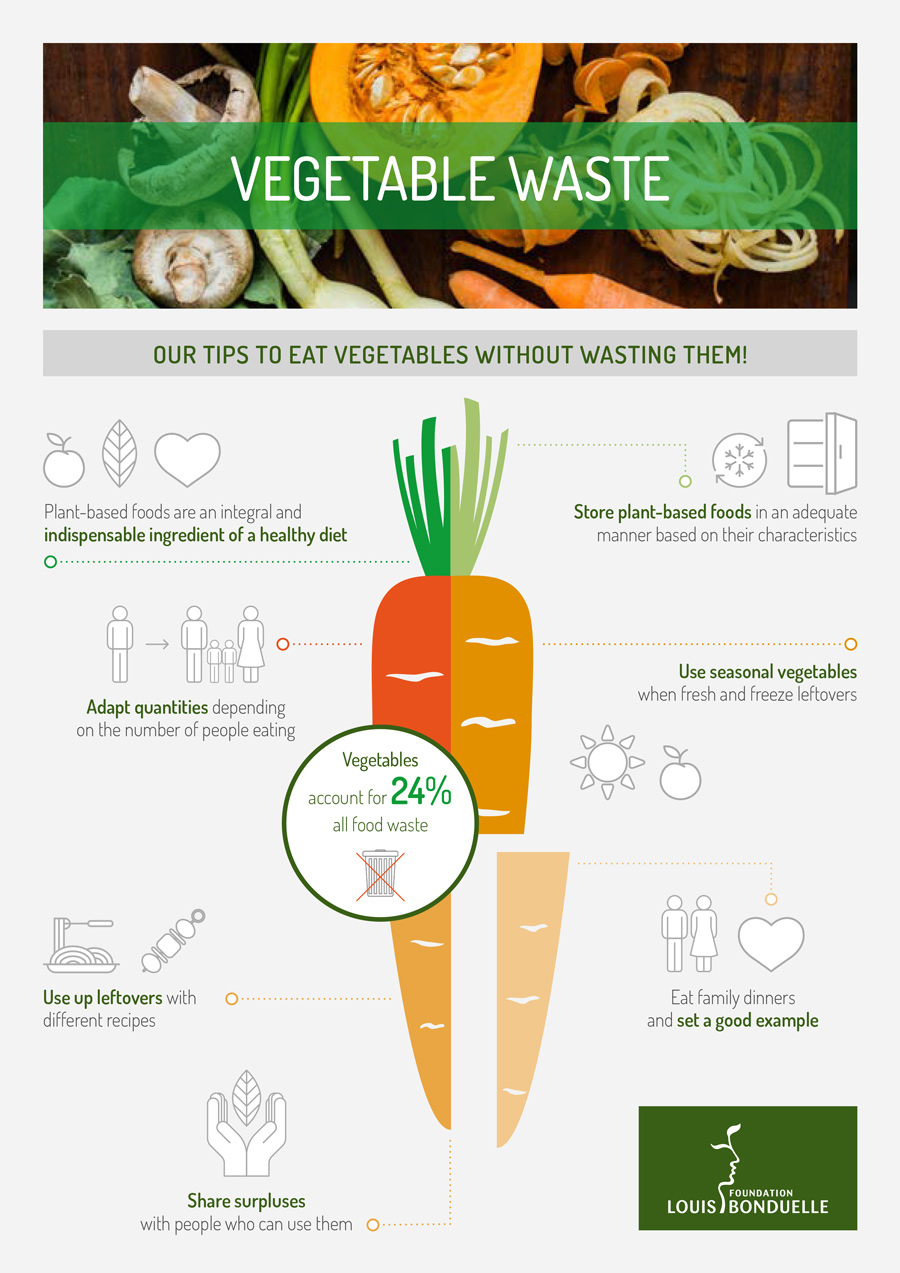 VEGETABLE WASTE
OUR TIPS TO EAT VEGETABLES WITHOUT WASTING THEM!
Plant-based foods are an integral and
indispensable ingredient of a healthy diet
Store plant-based foods in an adequate
manner based on their characteristics
Adapt quantities depending
on the number of people eating
Use seasonal vegetables
when fresh and freeze leftovers
Vegetables
account for 24%
all food waste
Use up leftovers with
different recipes
Eat family dinners
and set a good example
Share surpluses
with people who can use them
FOUNDATION
LOUIS BONDUELLE